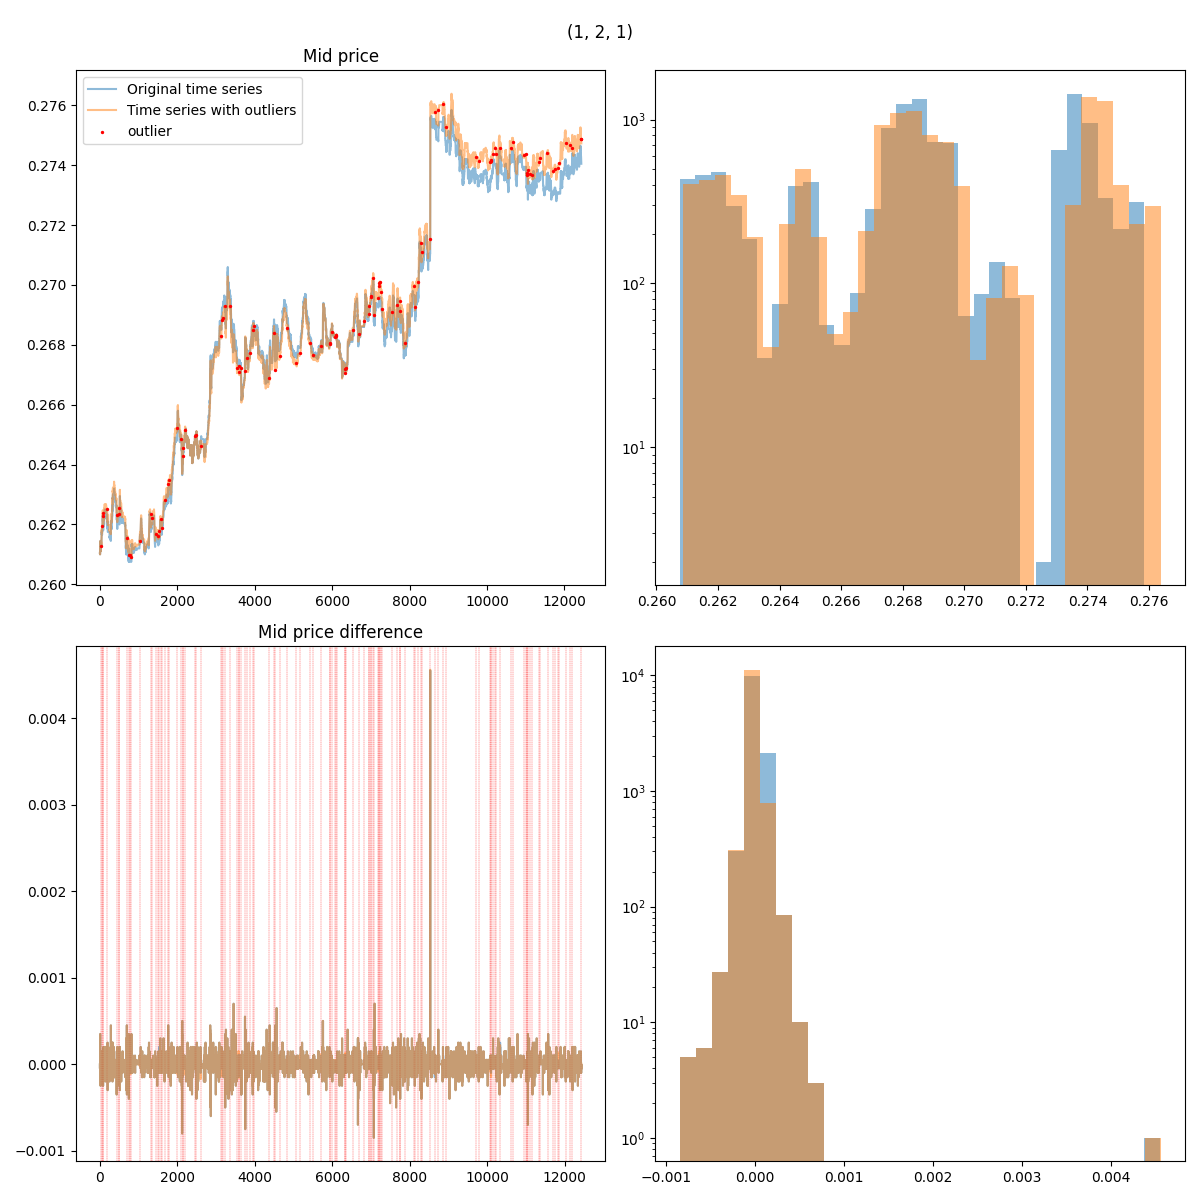 (1, 2, 1)
Mid price
Original time series
Time series with outliers
outlier
0.276
0.274
0.272
0.270
0.268
0.266
0.264
0.262
0.260
0 2000 4000 6000 8000 10000 12000
10³
10²
10¹
0.260 0.262 0.264 0.266 0.268 0.270 0.272 0.274 0.276
Mid price difference
0.004
0.003
0.002
0.001
0.000
−0.001
0 2000 4000 6000 8000 10000 12000
10⁴
10³
10²
10¹
10⁰
−0.001 0.000 0.001 0.002 0.003 0.004